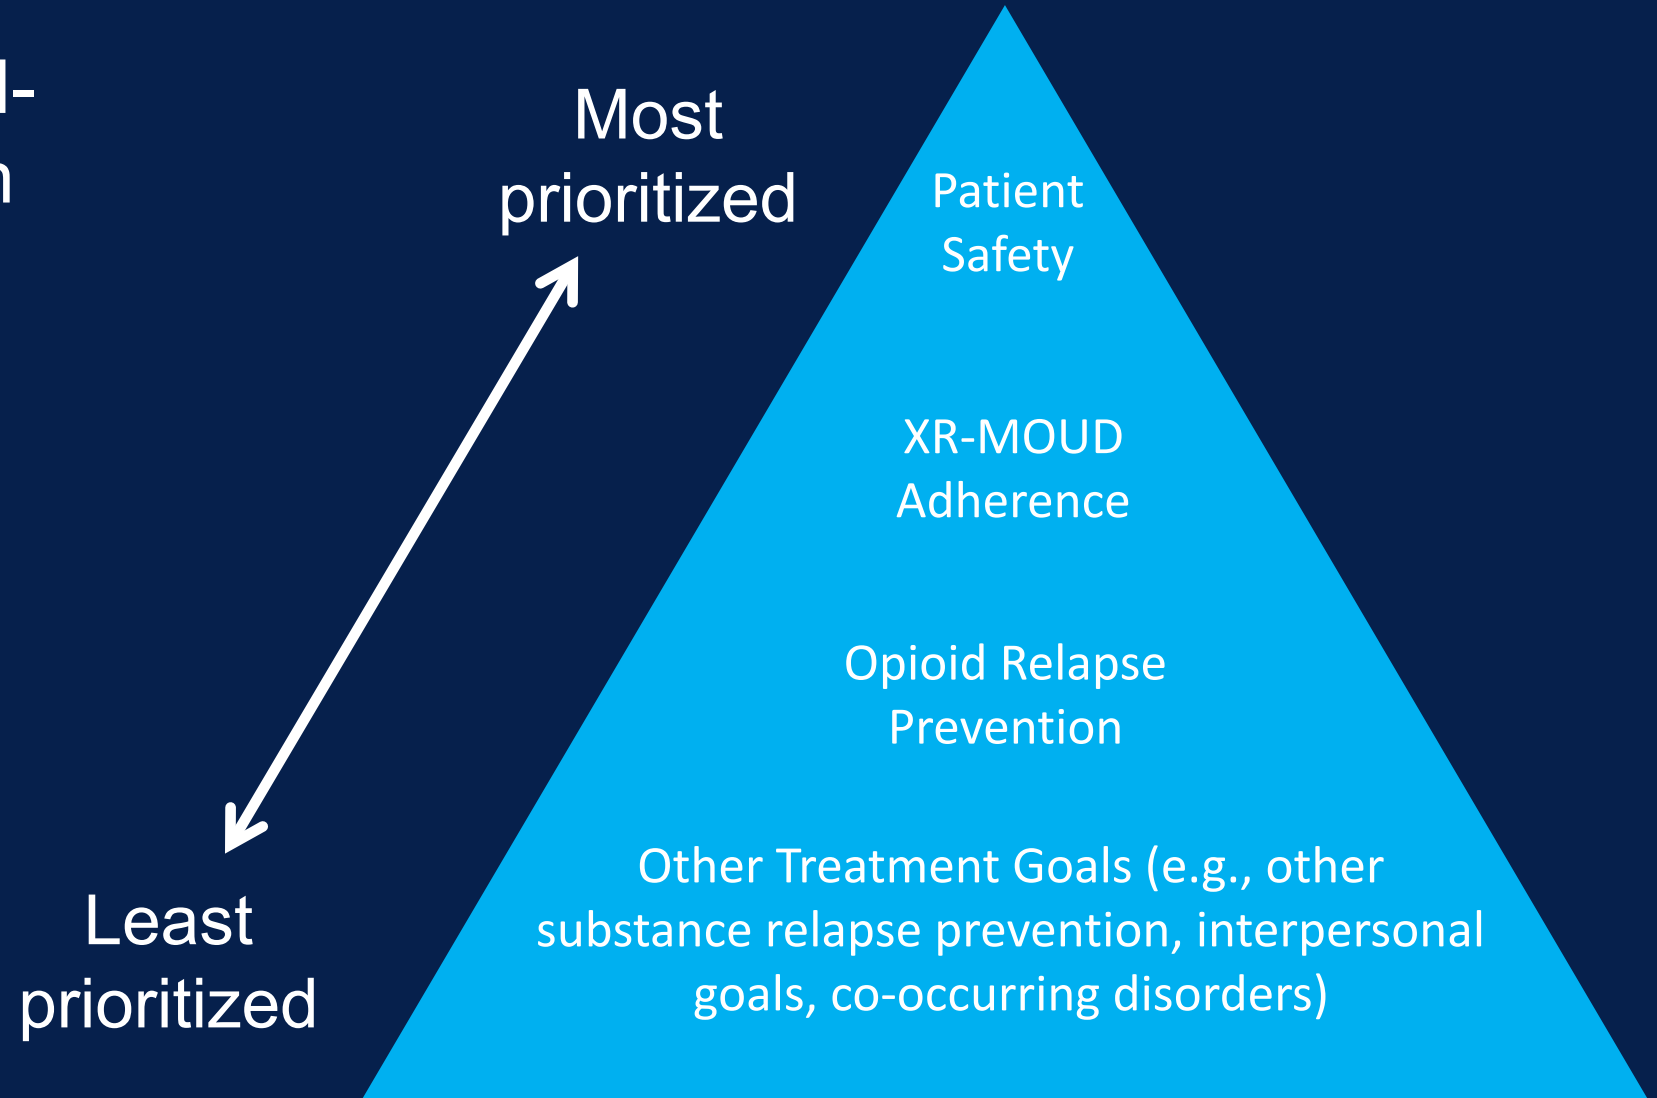 Most
prioritized
Patient
Safety
XR-MOUD
Adherence
Opioid Relapse
Prevention
Other Treatment Goals (e.g., other
substance relapse prevention, interpersonal
goals, co-occurring disorders)
Least
prioritized